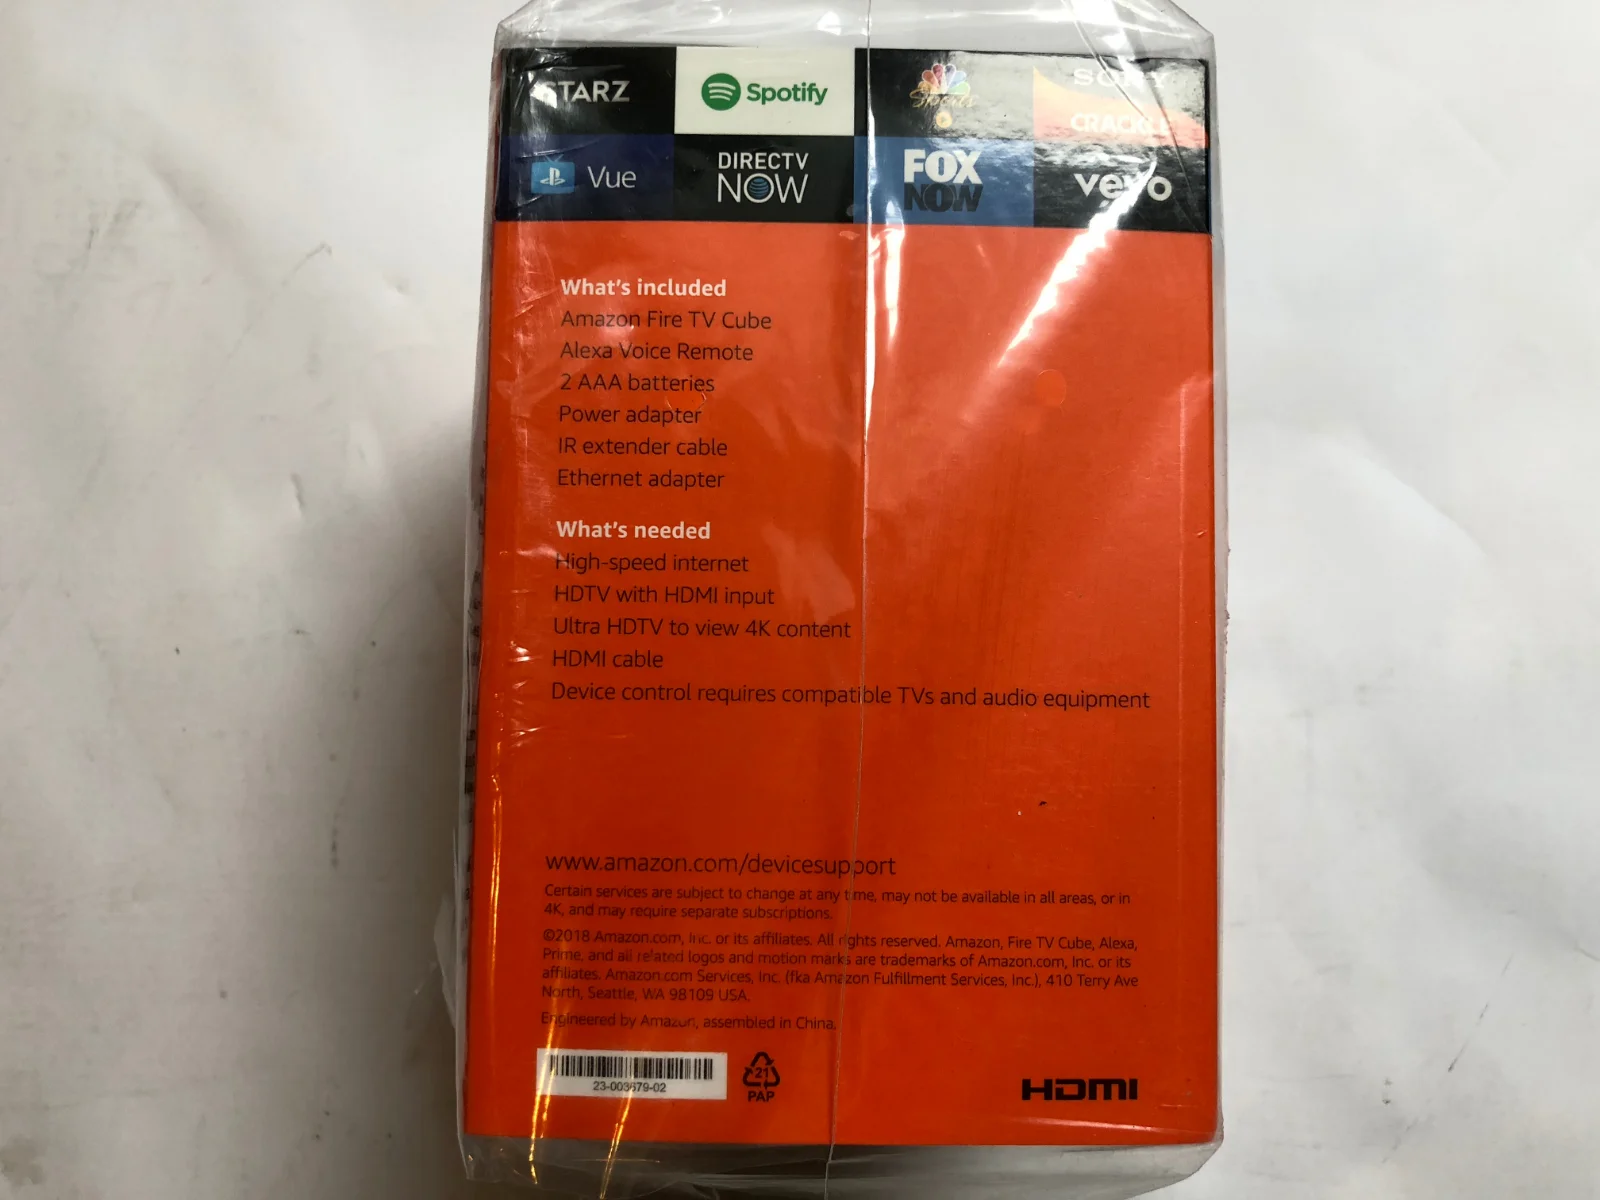 STARZ
Spotify
Sports
SONY
CRACKLE
Vue
DIRECTV
NOW
FOX
NOW
vevo
What's included
Amazon Fire TV Cube
Alexa Voice Remote
2 AAA batteries
Power adapter
IR extender cable
Ethernet adapter
What's needed
High-speed internet
HDTV with HDMI input
Ultra HDTV to view 4K content
HDMI cable
Device control requires compatible TVs and audio equipment
www.amazon.com/devicesupport
Certain services are subject to change at any time, may not be available in all areas, or in
4K, and may require separate subscriptions.
©2018 Amazon.com, Inc. or its affiliates. All rights reserved. Amazon, Fire TV Cube, Alexa,
Prime, and all related logos and motion marks are trademarks of Amazon.com, Inc. or its
affiliates. Amazon.com Services, Inc. (fka Amazon Fulfillment Services, Inc.), 410 Terry Ave
North, Seattle, WA 98109 USA.
Engineered by Amazon, assembled in China.
23-003679-02
21
PAP
HDMI